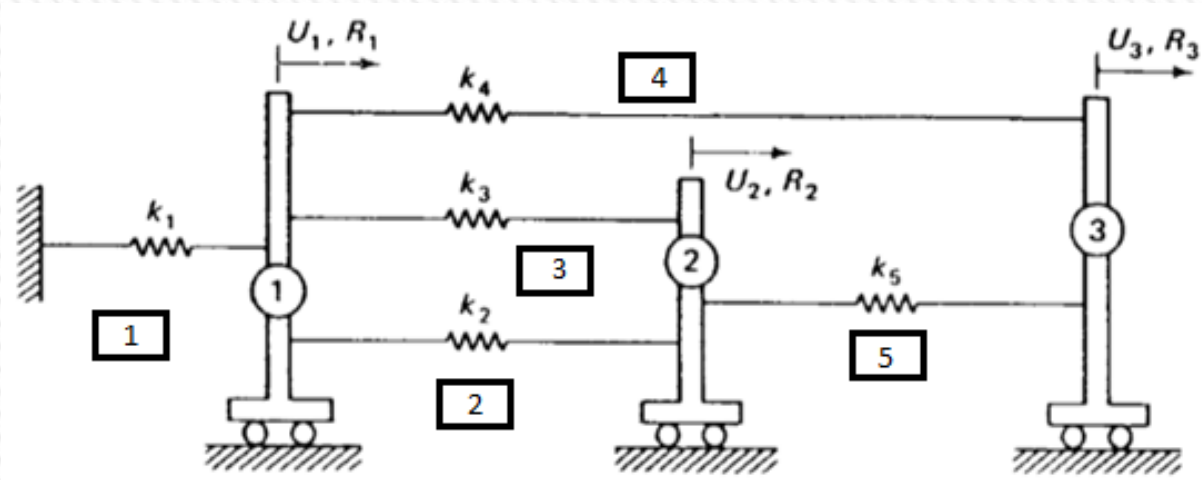 U₁, R₁
U₃, R₃
k₄
4
k₃
U₂, R₂
k₁
3
2
3
1
k₅
k₂
1
5
2